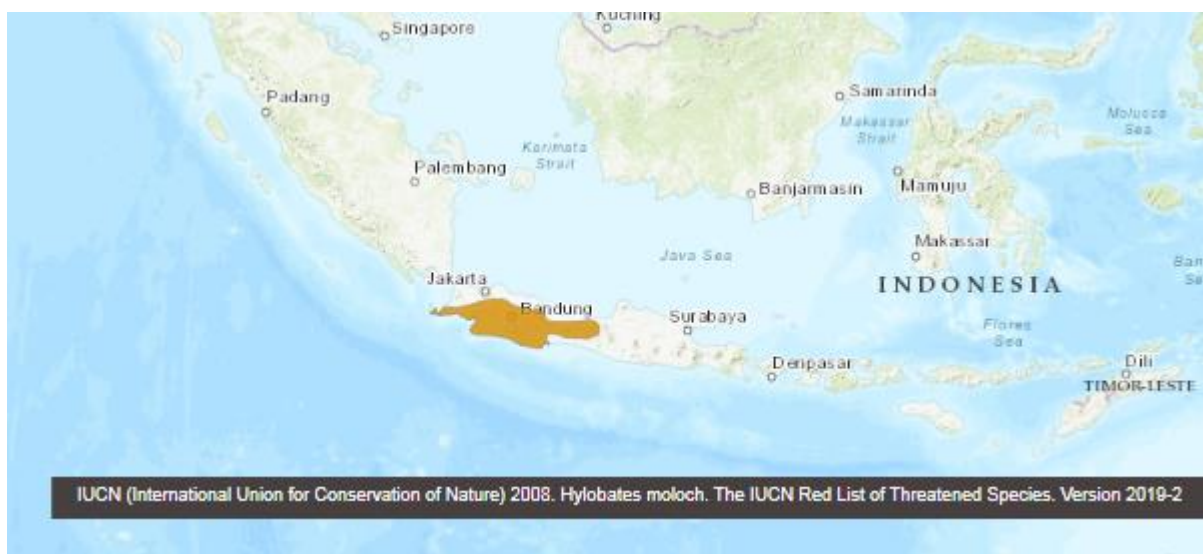 Kuching
Singapore
Padang
Samarinda
Makassar
Strait
Molucca
Sea
Karimata
Strait
Palembang
Mamuju
Banjarmasin
Makassar
Java Sea
Jakarta
INDONESIA
Bandung
Surabaya
Flores
Sea
Denpasar
Dili
TIMOR-LESTE
IUCN (International Union for Conservation of Nature) 2008. Hylobates moloch. The IUCN Red List of Threatened Species. Version 2019-2